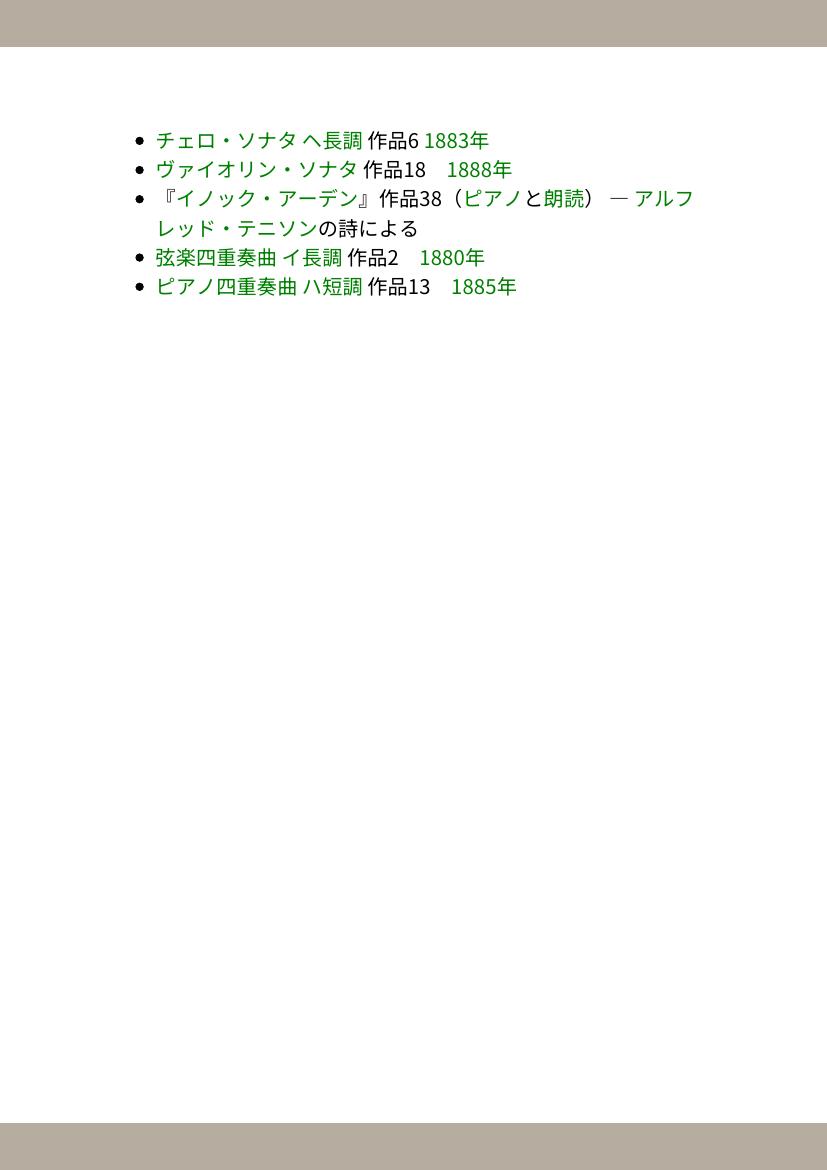 • チェロ・ソナタ ヘ長調 作品6 1883年
• ヴァイオリン・ソナタ 作品18　1888年
• 『イノック・アーデン』作品38（ピアノと朗読） ― アルフ
レッド・テニソンの詩による
• 弦楽四重奏曲 イ長調 作品2　1880年
• ピアノ四重奏曲 ハ短調 作品13　1885年